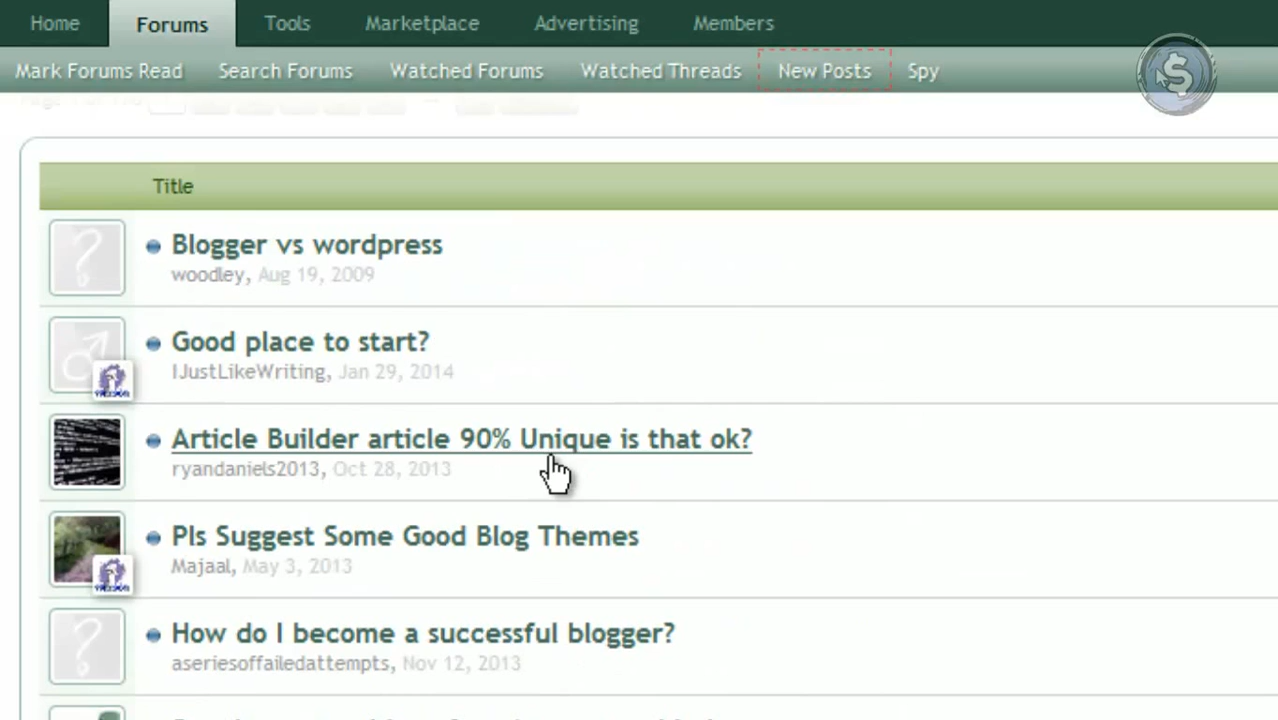 Home Forums Tools Marketplace Advertising Members
Mark Forums Read Search Forums Watched Forums Watched Threads New Posts Spy
Title
Blogger vs wordpress
woodley, Aug 19, 2009
Good place to start?
IJustLikeWriting, Jan 29, 2014
Article Builder article 90% Unique is that ok?
ryandaniels2013, Oct 28, 2013
Pls Suggest Some Good Blog Themes
Majaal, May 3, 2013
How do I become a successful blogger?
aseriesoffailedattempts, Nov 12, 2013